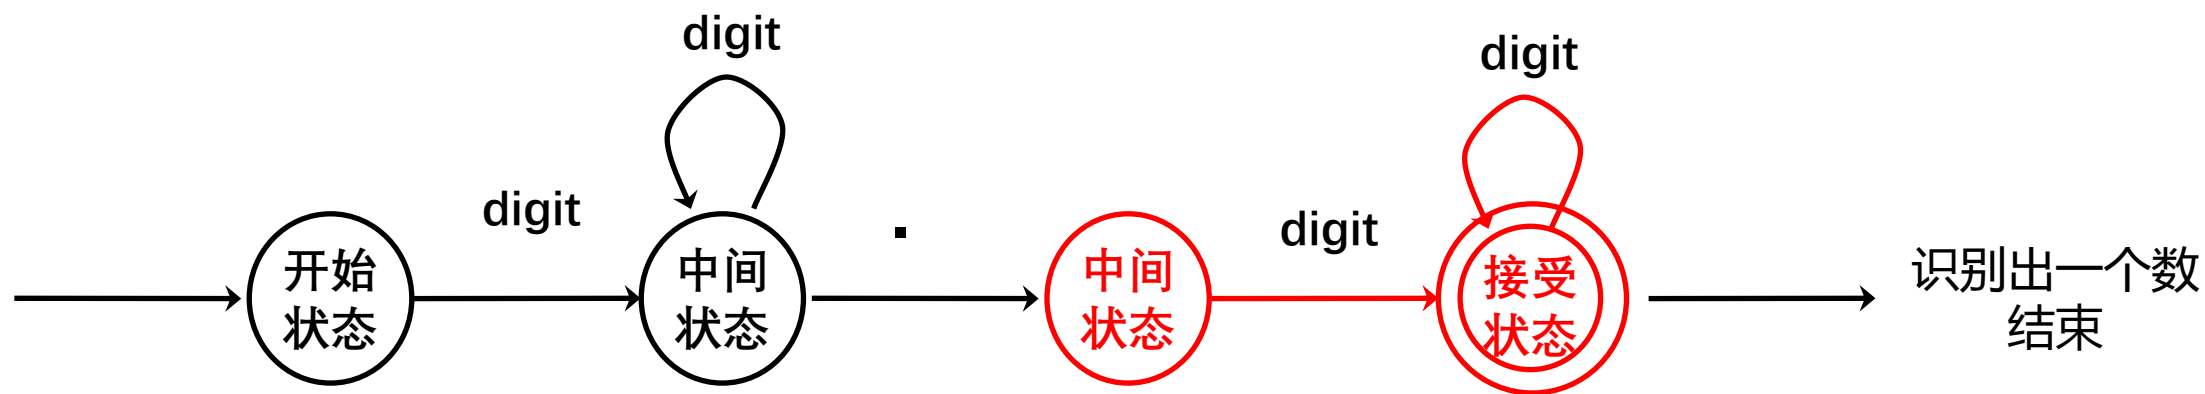 digit
digit
digit
.
digit
开始
状态
中间
状态
中间
状态
接受
状态
识别出一个数
结束